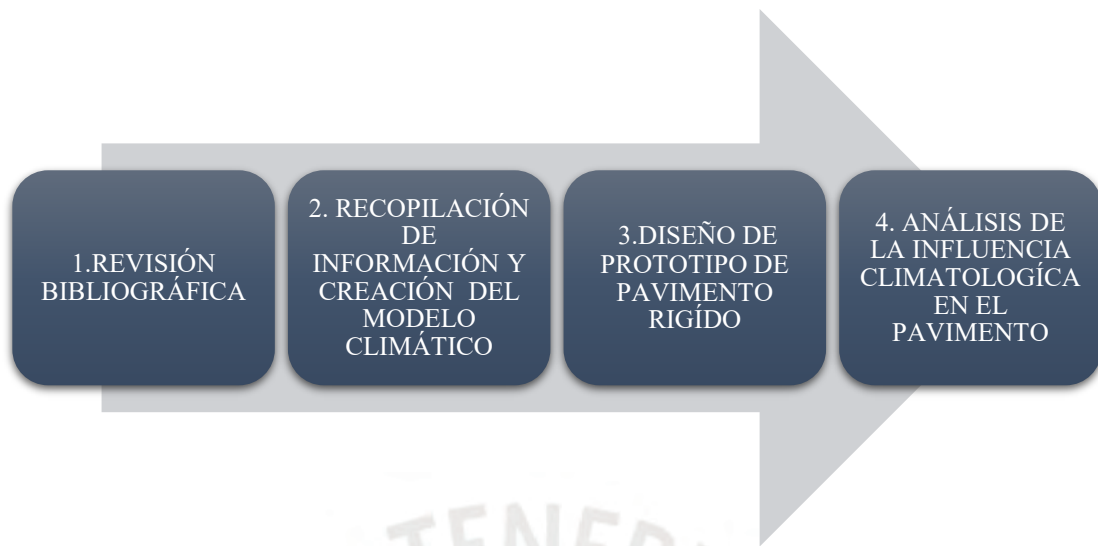 1.REVISIÓN
BIBLIOGRÁFICA
2. RECOPILACIÓN
DE
INFORMACIÓN Y
CREACIÓN DEL
MODELO
CLIMÁTICO
3.DISEÑO DE
PROTOTIPO DE
PAVIMENTO
RIGÍDO
4. ANÁLISIS DE
LA INFLUENCIA
CLIMATOLOGÍCA
EN EL
PAVIMENTO